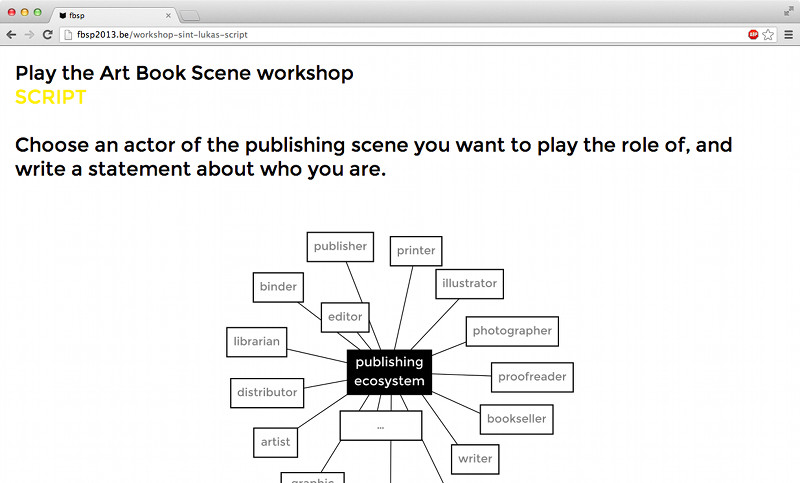 fbsp
fbsp2013.be/workshop-sint-lukas-script
ABP
Play the Art Book Scene workshop
SCRIPT
Choose an actor of the publishing scene you want to play the role of, and
write a statement about who you are.
publisher
printer
binder
illustrator
editor
photographer
librarian
publishing
ecosystem
proofreader
distributor
bookseller
...
artist
writer
graphic